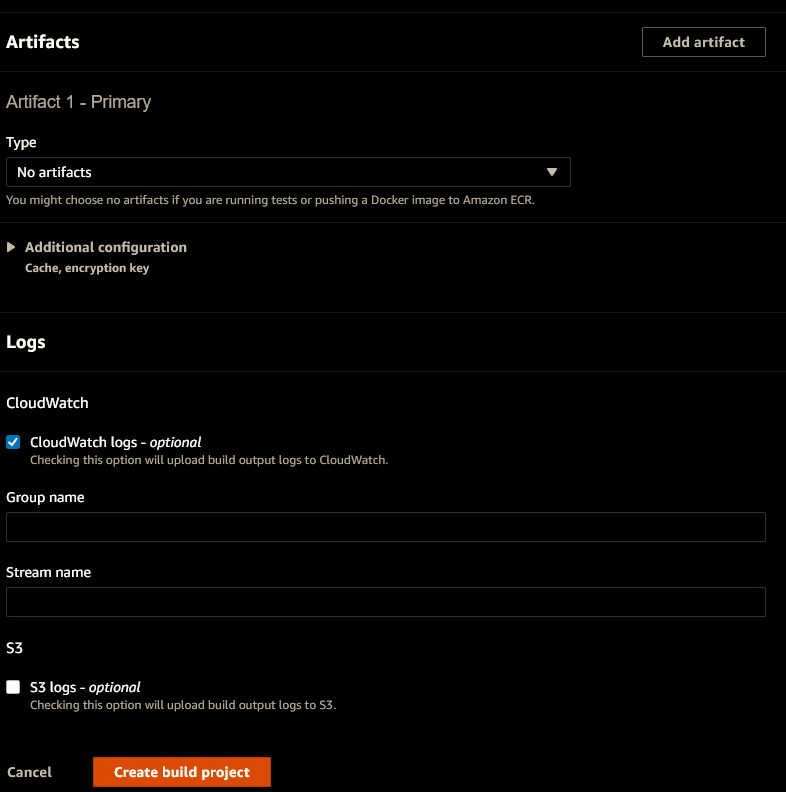 Artifacts
Add artifact
Artifact 1 - Primary
Type
No artifacts
You might choose no artifacts if you are running tests or pushing a Docker image to Amazon ECR.
Additional configuration
Cache, encryption key
Logs
CloudWatch
CloudWatch logs - optional
Checking this option will upload build output logs to CloudWatch.
Group name
Stream name
S3
S3 logs - optional
Checking this option will upload build output logs to S3.
Cancel
Create build project